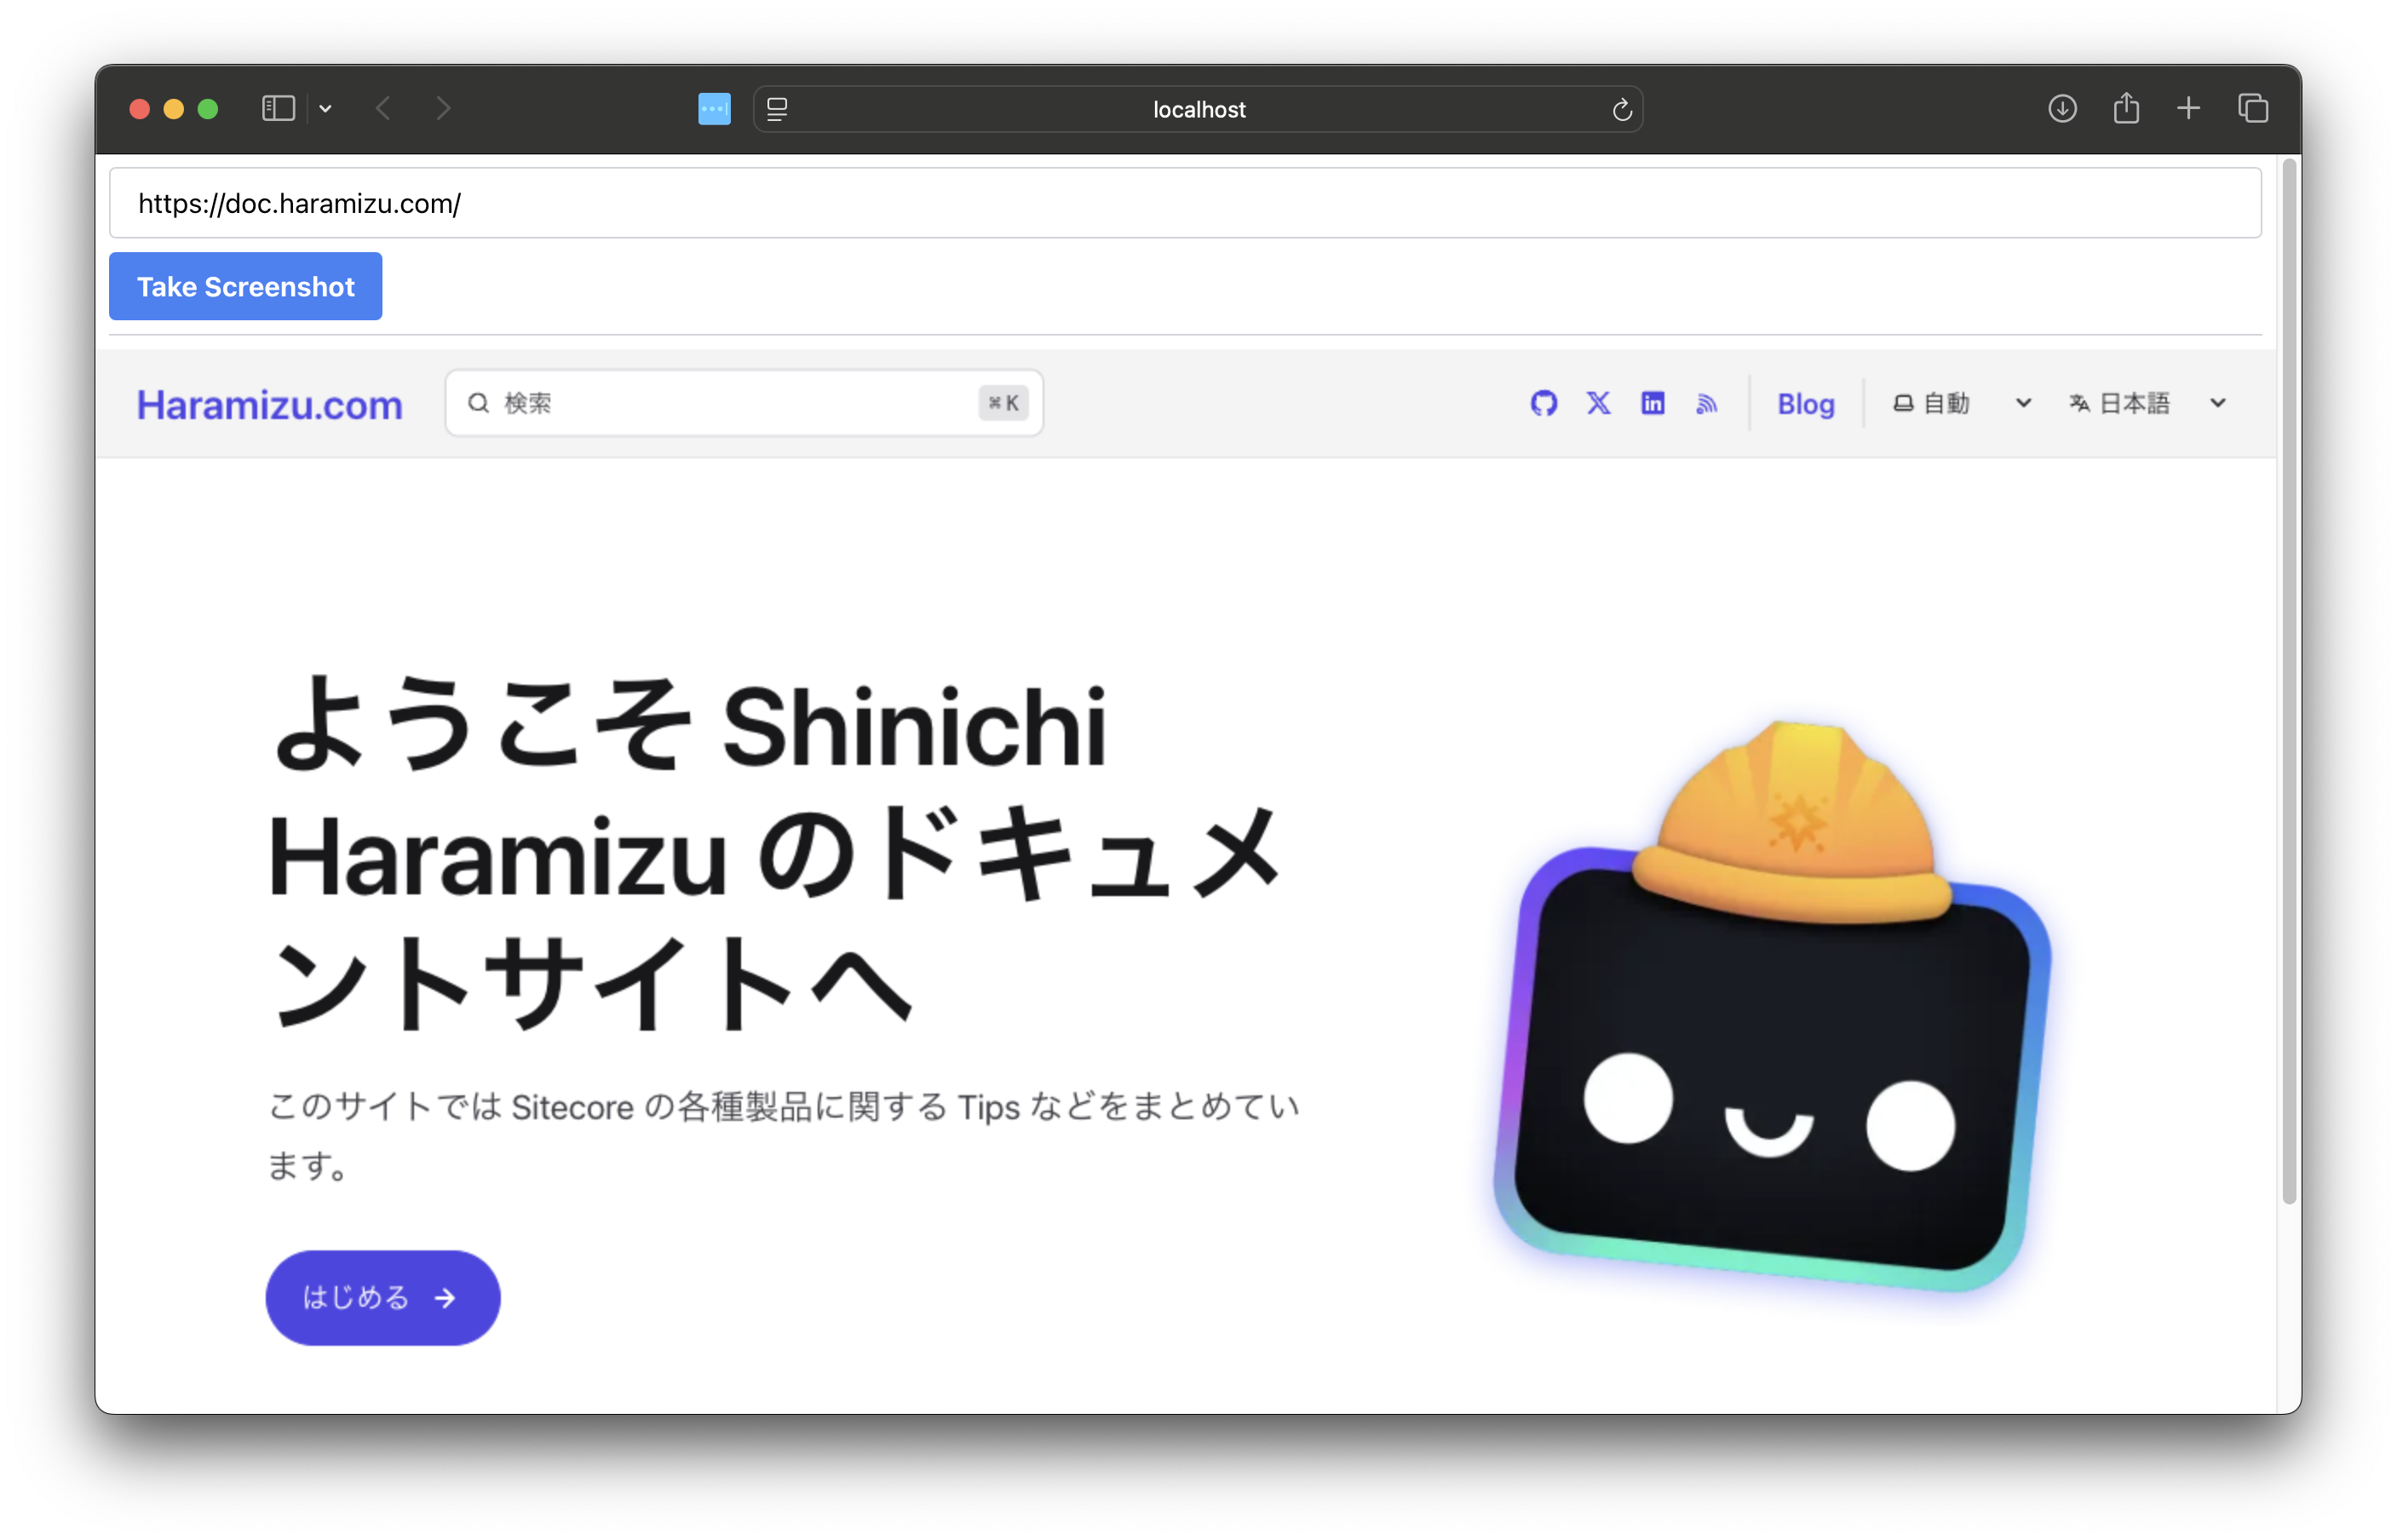 localhost
https://doc.haramizu.com/
Take Screenshot
Haramizu.com 検索 ⌘ K Blog 自動 日本語
ようこそ Shinichi
Haramizu のドキュメ
ントサイトへ
このサイトでは Sitecore の各種製品に関する Tips などをまとめてい
ます。
はじめる →